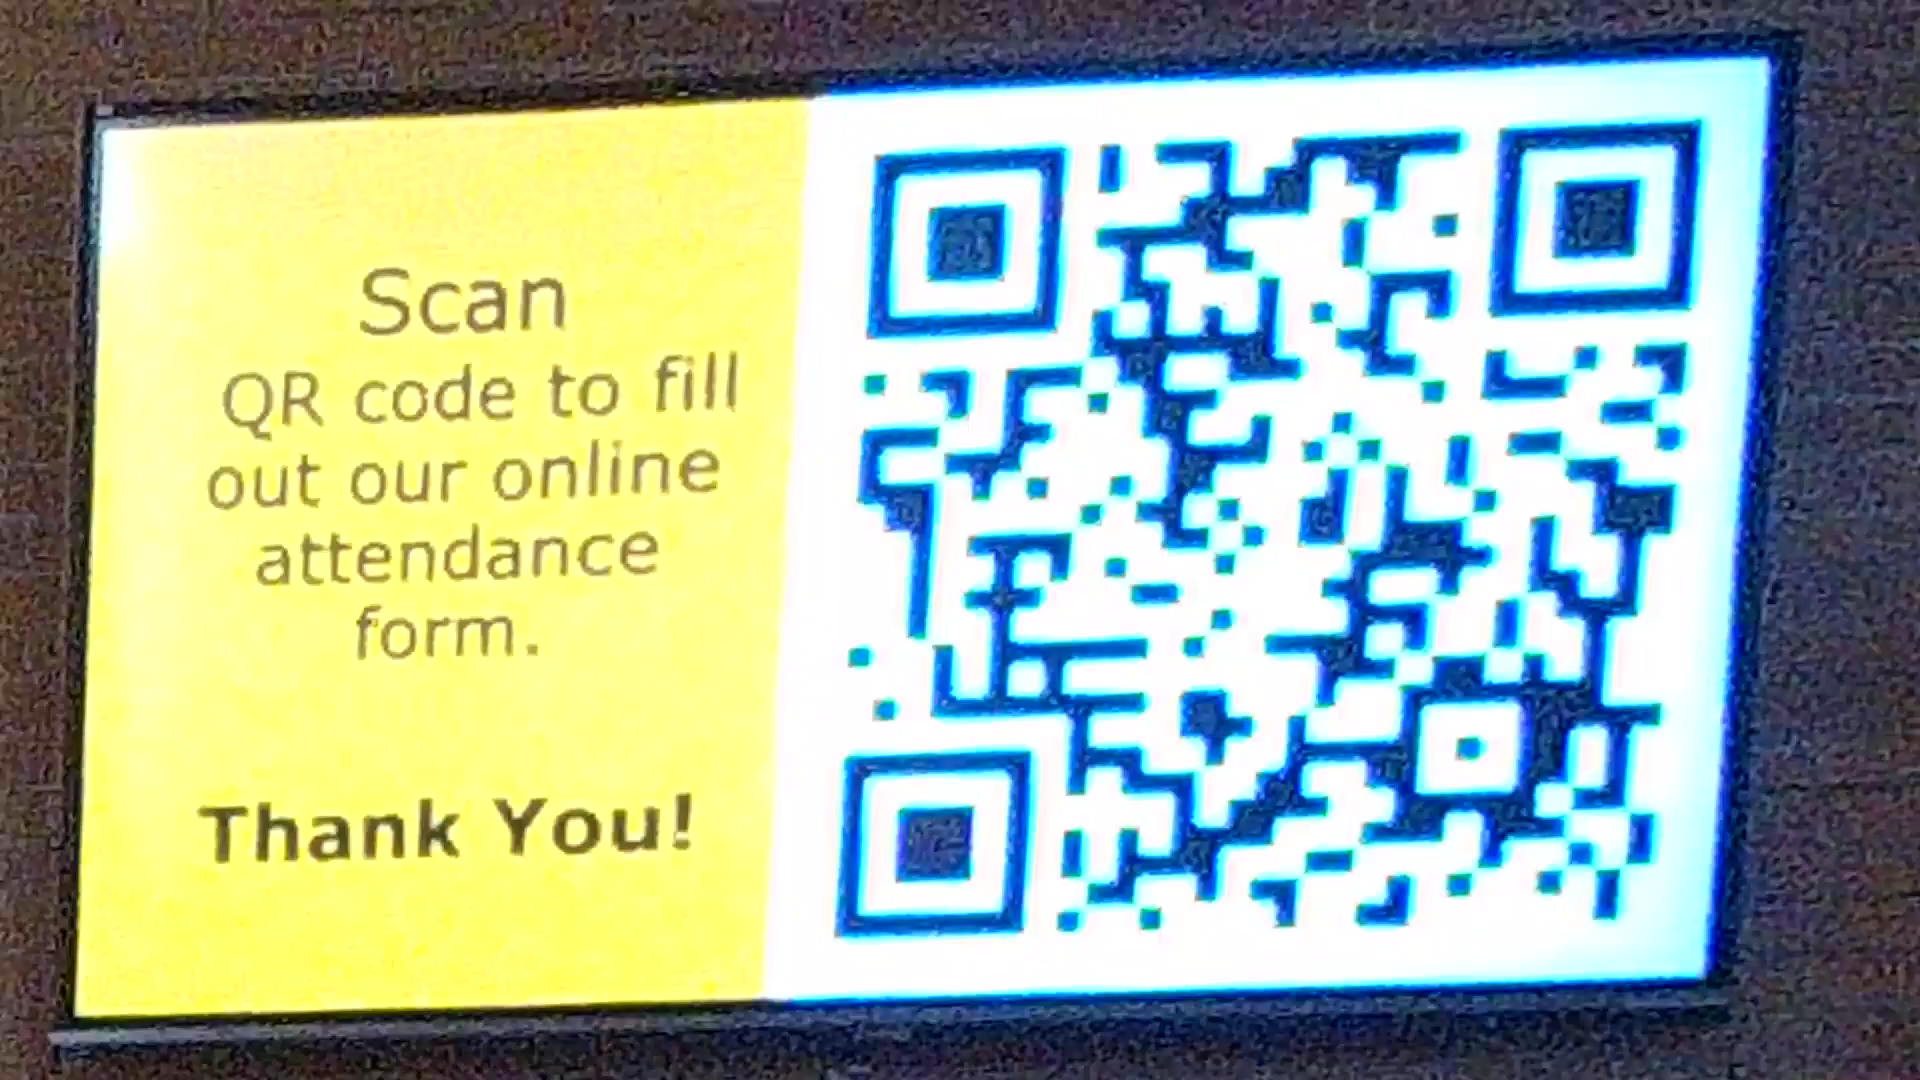 Scan
QR code to fill
out our online
attendance
form.
Thank You!